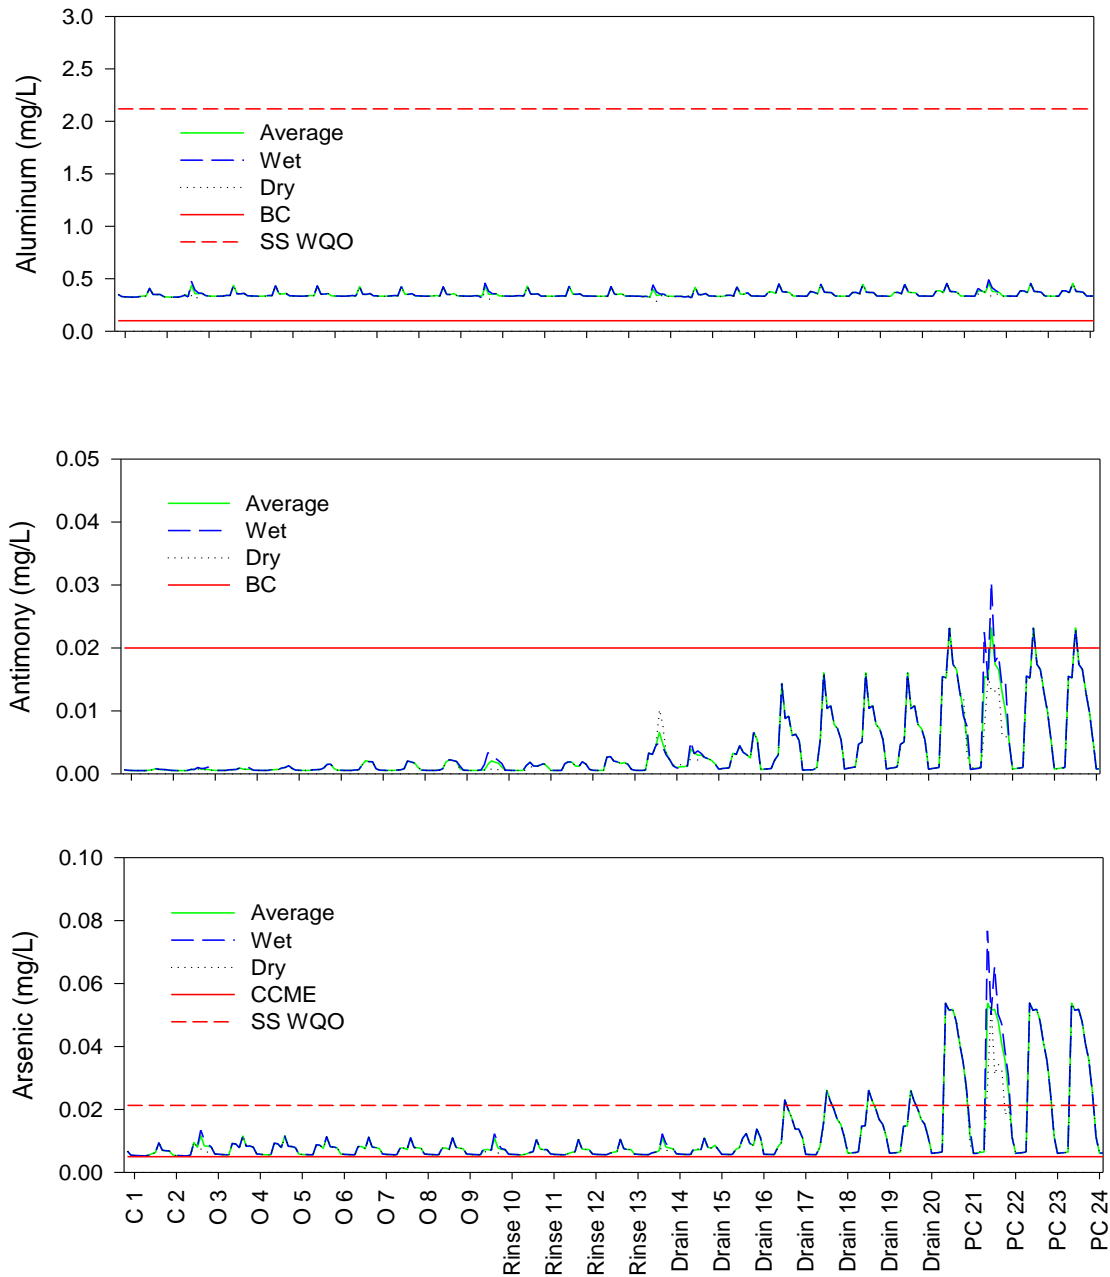 Aluminum (mg/L)
3.0
2.5
2.0
1.5
1.0
0.5
0.0
Average
Wet
Dry
BC
SS WQO
Antimony (mg/L)
0.05
0.04
0.03
0.02
0.01
0.00
Average
Wet
Dry
BC
Arsenic (mg/L)
0.10
0.08
0.06
0.04
0.02
0.00
Average
Wet
Dry
CCME
SS WQO
C 1
C 2
O 3
O 4
O 5
O 6
O 7
O 8
O 9
Rinse 10
Rinse 11
Rinse 12
Rinse 13
Drain 14
Drain 15
Drain 16
Drain 17
Drain 18
Drain 19
Drain 20
PC 21
PC 22
PC 23
PC 24